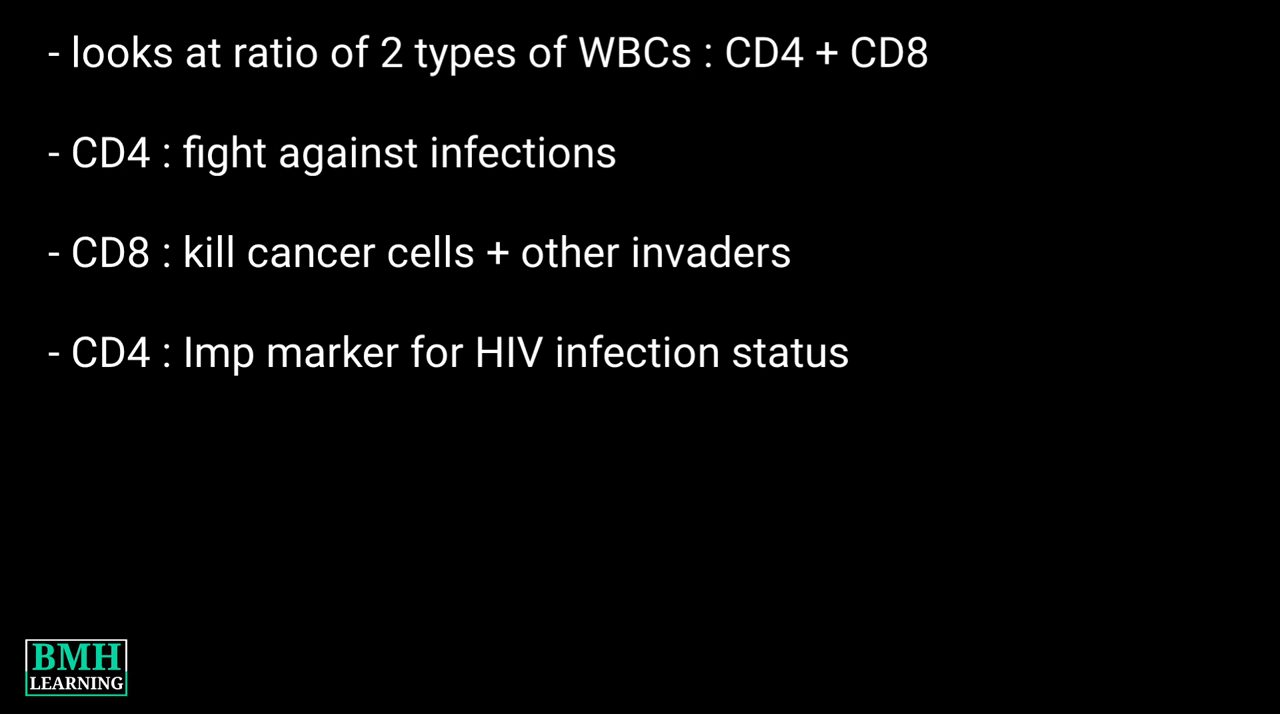 - looks at ratio of 2 types of WBCs : CD4 + CD8
- CD4 : fight against infections
- CD8 : kill cancer cells + other invaders
- CD4 : Imp marker for HIV infection status
BMH
LEARNING